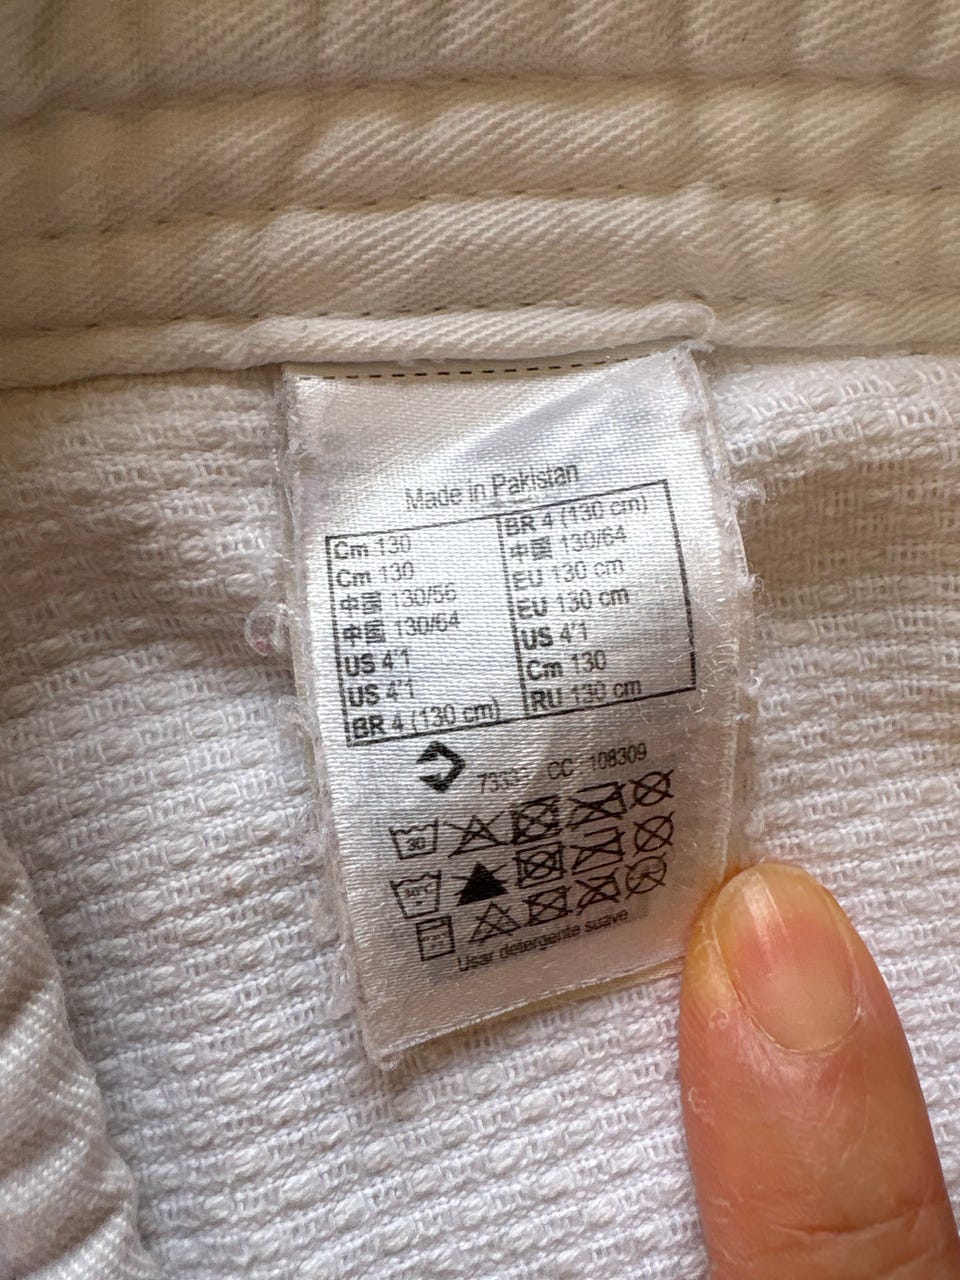 Made in Pakistan
Cm 130
Cm 130
中国 130/56
中国 130/64
US 4'1
US 4'1
BR 4 (130 cm)
BR 4 (130 cm)
中国 130/64
EU 130 cm
EU 130 cm
US 4'1
Cm 130
RU 130 cm
CC 108309
30
Usar detergente suave